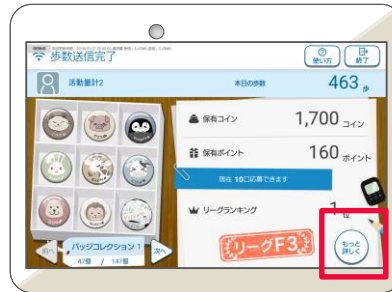 歩数送信完了
使い方
終了
活動量計2
本日の歩数
463 歩
保有コイン
1,700 コイン
保有ポイント
160 ポイント
現在 10口応募できます
リーグランキング
1 位
リーグF3
もっと
詳しく
前へ
バッジコレクション 1
次へ
47個 / 147個